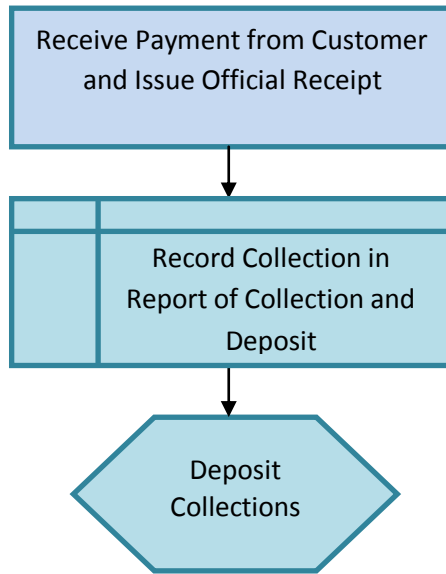 Receive Payment from Customer
and Issue Official Receipt
Record Collection in
Report of Collection and
Deposit
Deposit
Collections